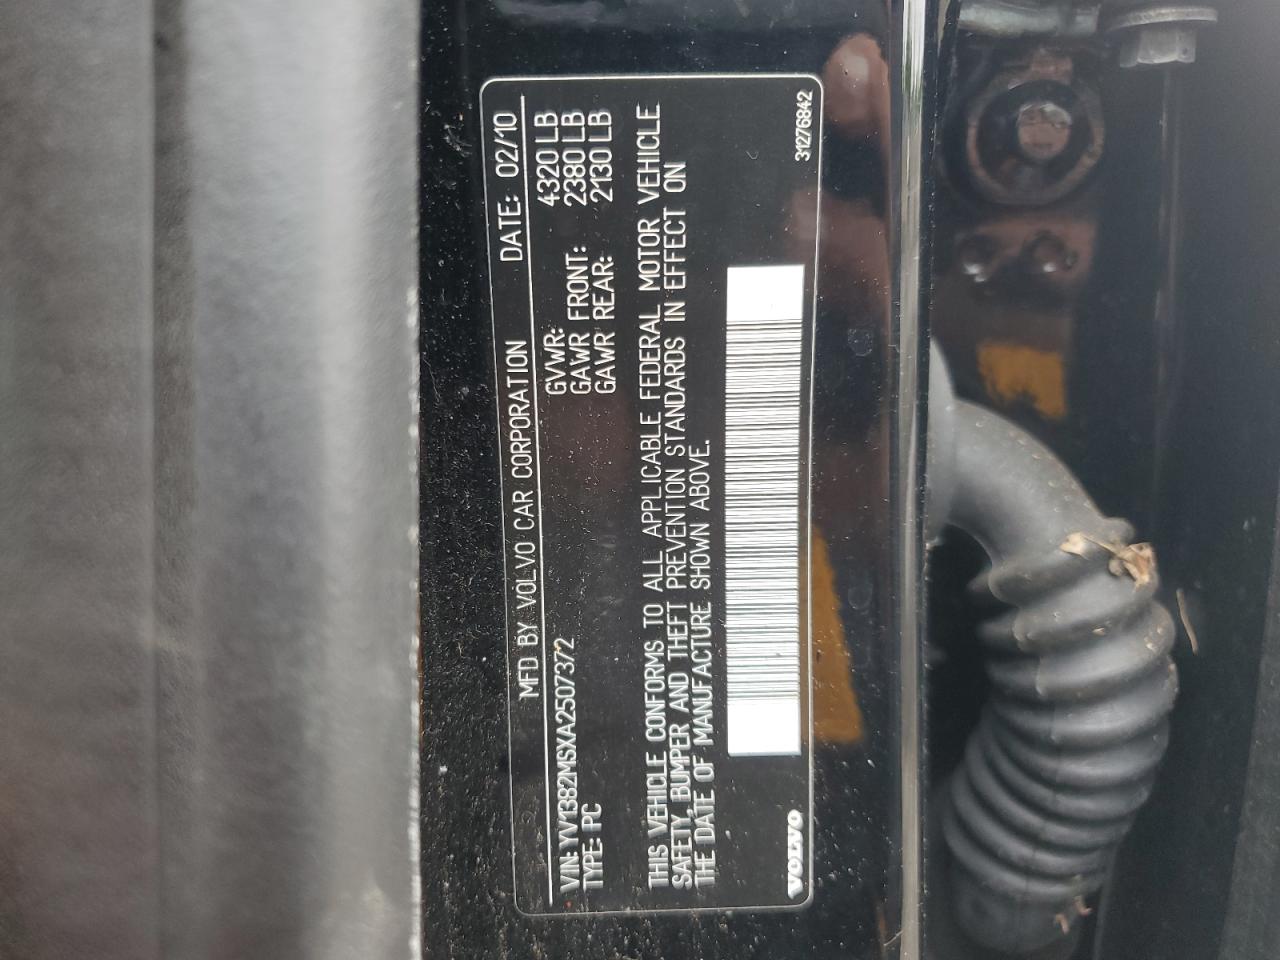 MFD BY VOLVO CAR CORPORATION DATE: 02/10
VIN: YV1382MSXA2507372 GVWR: 4320 LB
TYPE: PC GAWR FRONT: 2380 LB
GAWR REAR: 2130 LB
THIS VEHICLE CONFORMS TO ALL APPLICABLE FEDERAL MOTOR VEHICLE
SAFETY, BUMPER AND THEFT PREVENTION STANDARDS IN EFFECT ON
THE DATE OF MANUFACTURE SHOWN ABOVE.
VOLVO 31276842